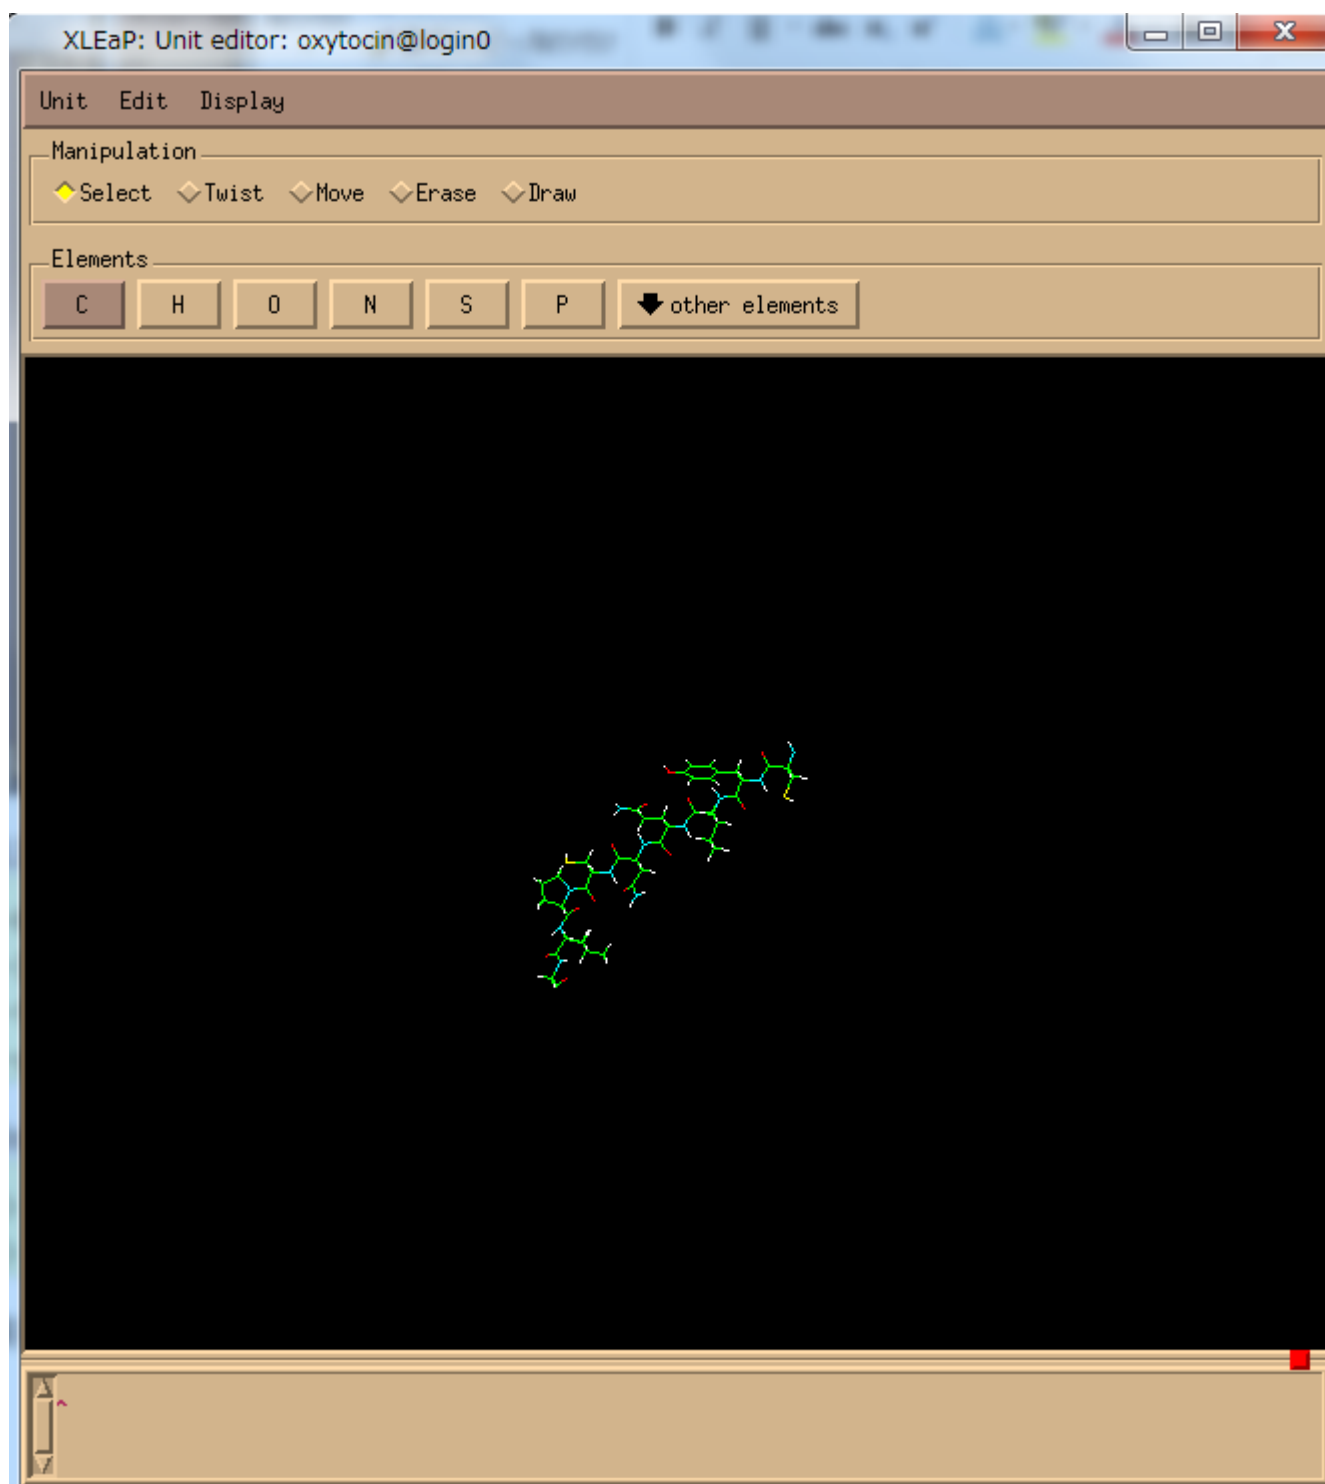 XLEaP: Unit editor: oxytocin@login0
Unit Edit Display
Manipulation
Select Twist Move Erase Draw
Elements
C H O N S P other elements
^